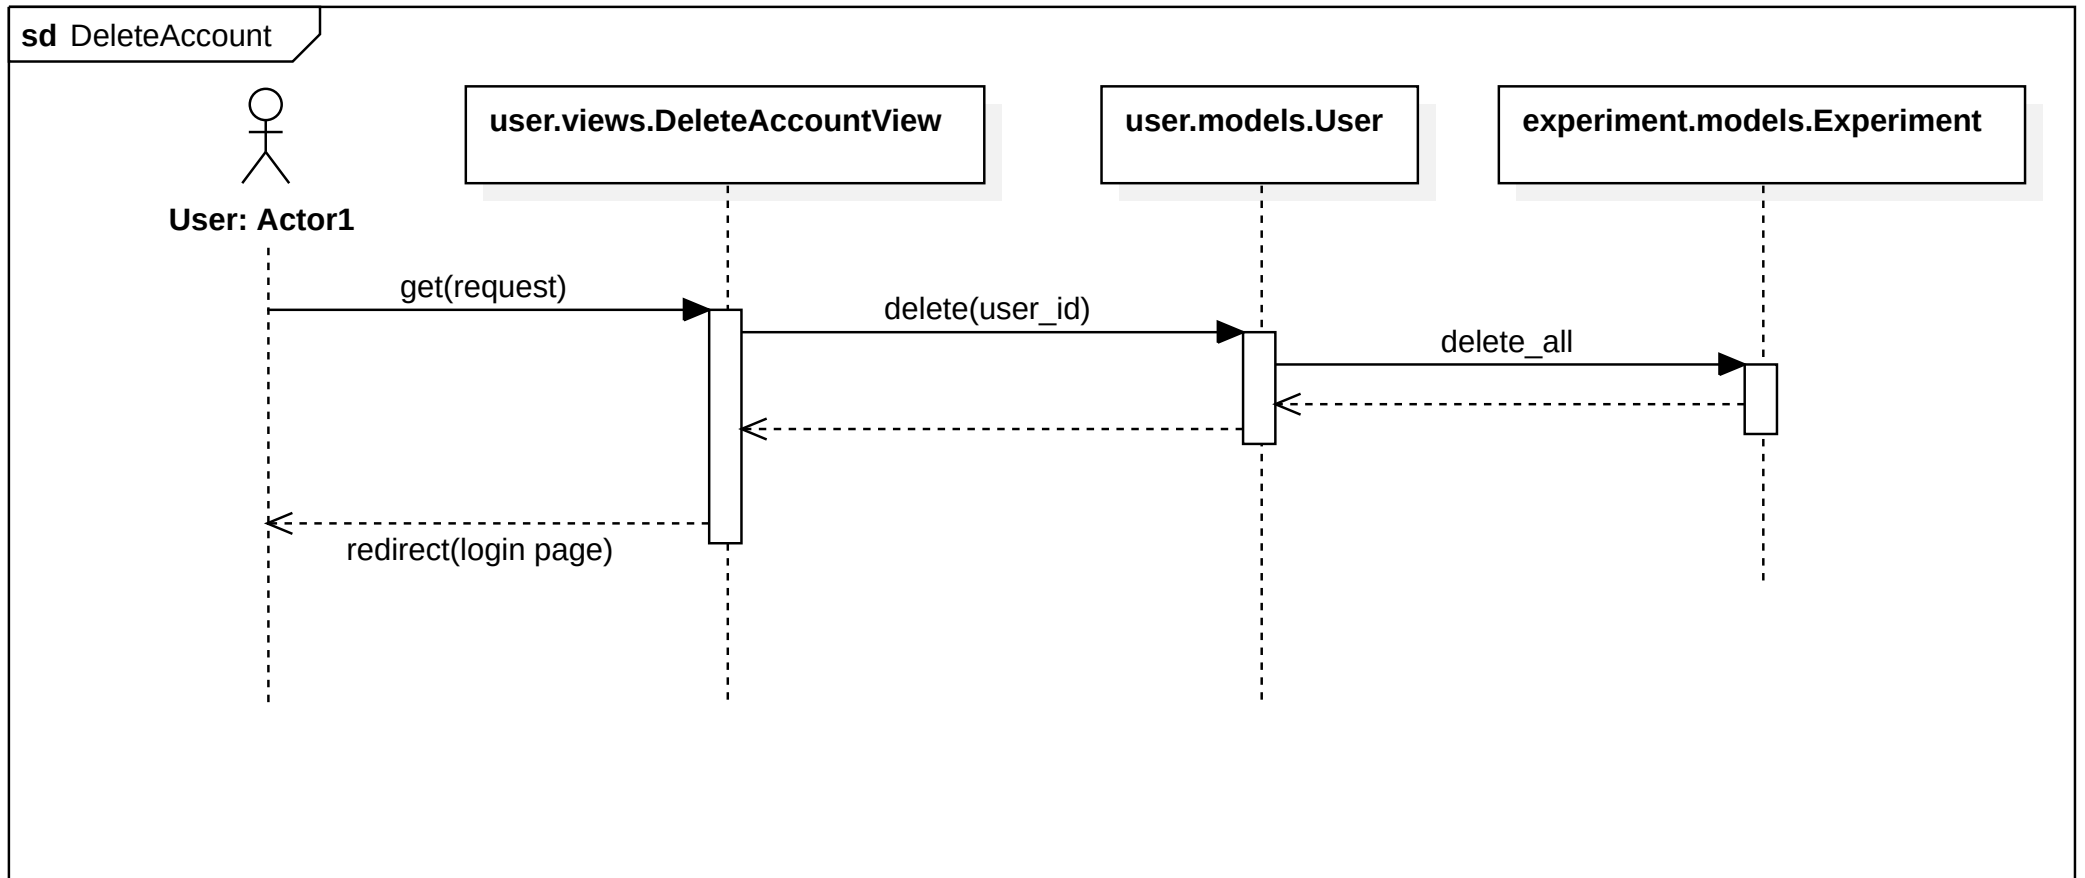 sd DeleteAccount
user.views.DeleteAccountView
user.models.User
experiment.models.Experiment
User: Actor1
get(request)
delete(user_id)
delete_all
redirect(login page)